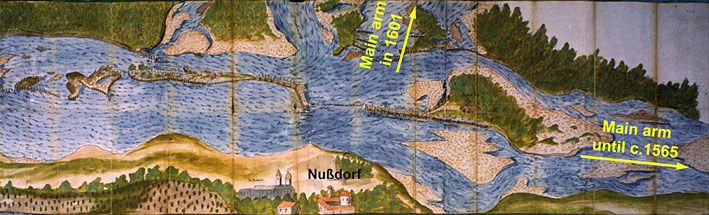 Main arm
in 1601
Main arm
until c.1565
Nußdorf